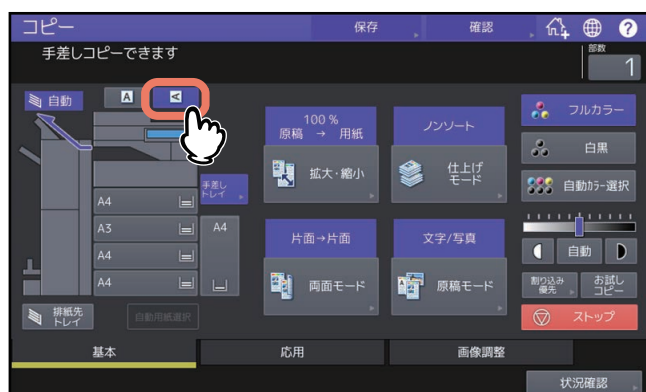 コピー
保存
確認
?
手差しコピーできます
部数
1
自動
A
A
フルカラー
100 %
原稿 → 用紙
ノンソート
白黒
拡大・縮小
仕上げ
モード
自動ｶﾗｰ選択
手差し
トレイ
A4
A3
A4
片面→片面
文字/写真
自動
A4
両面モード
原稿モード
割り込み
優先
お試し
コピー
A4
排紙先
トレイ
自動用紙選択
ストップ
基本
応用
画像調整
状況確認